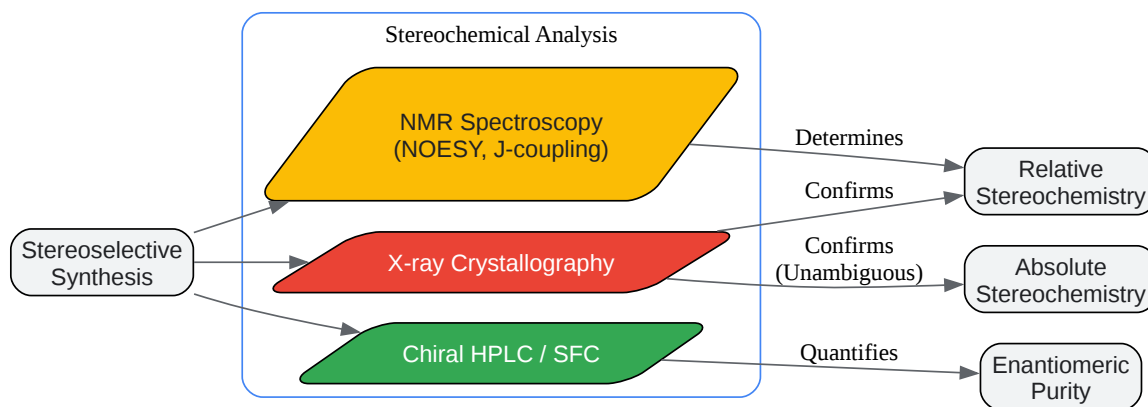 Stereochemical Analysis
NMR Spectroscopy
(NOESY, J-coupling)
Determines
Relative
Stereochemistry
Confirms
Stereoselective
Synthesis
X-ray Crystallography
Confirms
(Unambiguous)
Absolute
Stereochemistry
Chiral HPLC / SFC
Quantifies
Enantiomeric
Purity